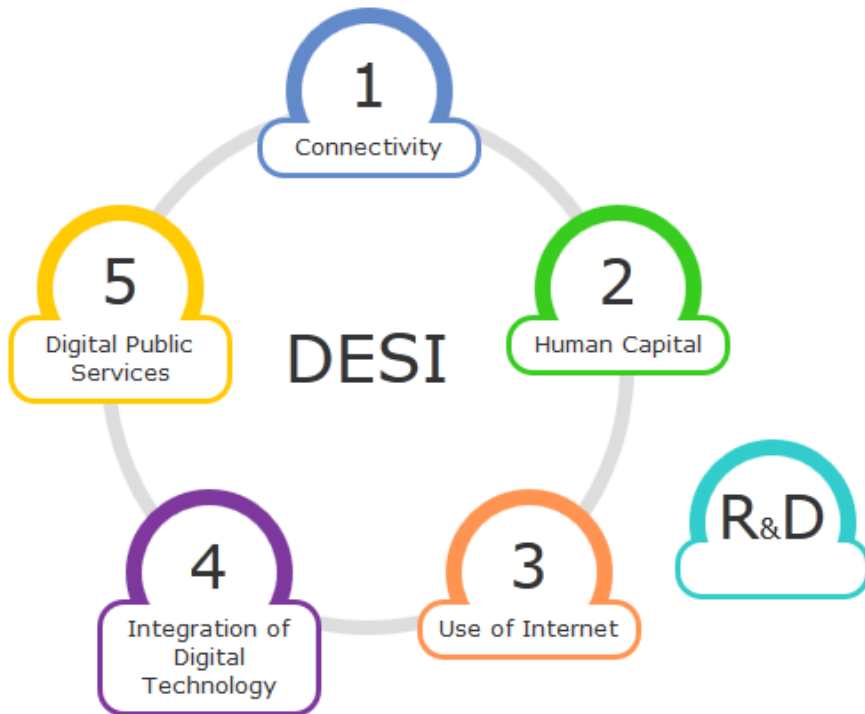 1
Connectivity
2
Human Capital
3
Use of Internet
4
Integration of
Digital
Technology
5
Digital Public
Services
DESI
R&D